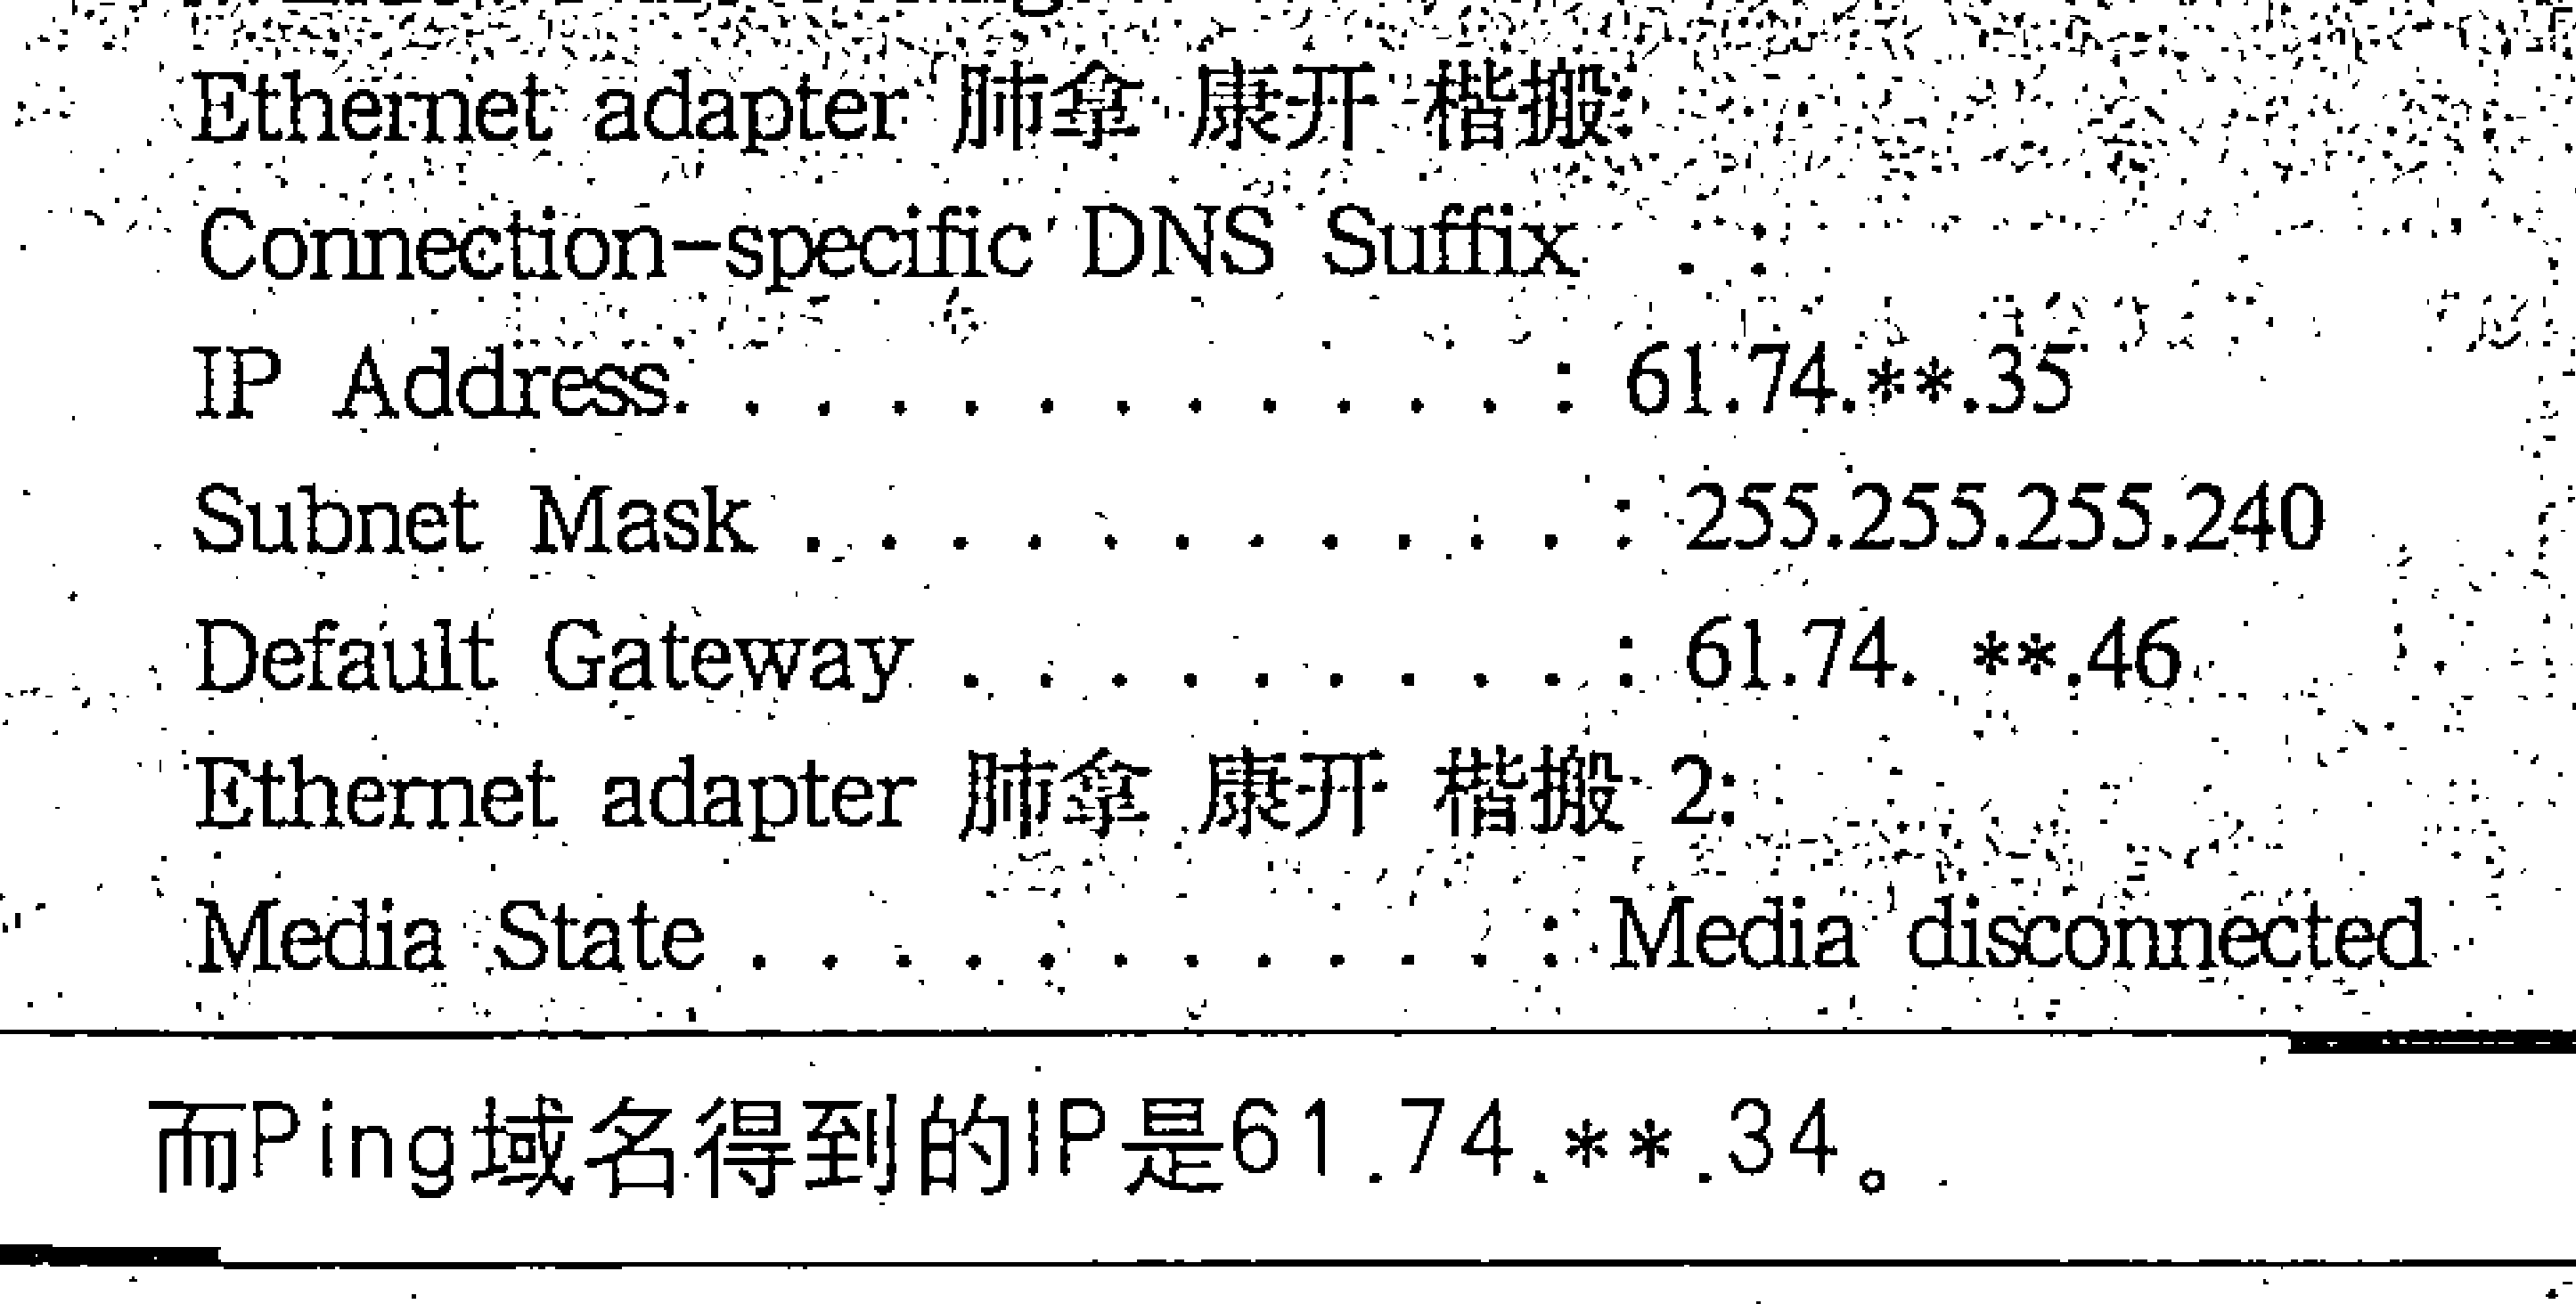 Ethernet adapter 肺拿 康开 楷搬:
Connection-specific DNS Suffix . :
IP Address. . . . . . . . . . . . : 61.74.**.35
Subnet Mask . . . . . . . . . . . : 255.255.255.240
Default Gateway . . . . . . . . . : 61.74. **.46
Ethernet adapter 肺拿 康开 楷搬 2:
Media State . . . . . . . . . . . : Media disconnected
而Ping域名得到的IP是61.74.**.34。